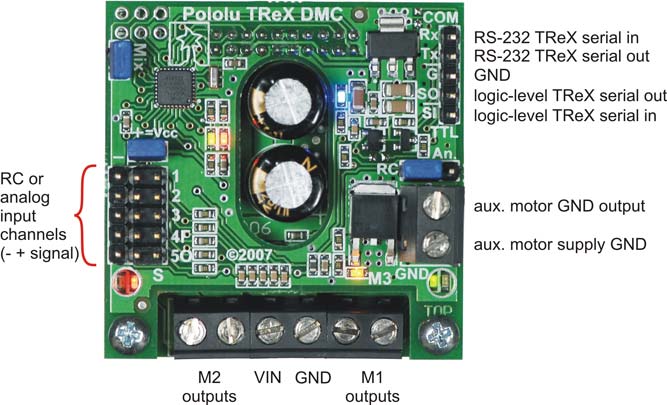 Pololu TReX DMC
COM
Rx
RS-232 TReX serial in
Tx
RS-232 TReX serial out
G
GND
SO
logic-level TReX serial out
SI
logic-level TReX serial in
TTL
Mix
+=Vcc
An
RC
RC or
analog
input
channels
(- + signal)
1
2
3
4P
5O
S
©2007
M3
GND
aux. motor GND output
aux. motor supply GND
TOP
M2
outputs
VIN
GND
M1
outputs